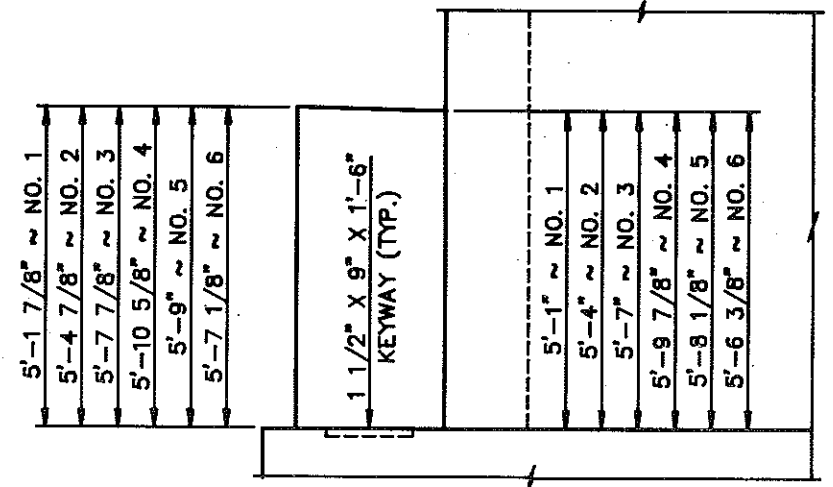 5'-1 7/8" ~ NO. 1
5'-4 7/8" ~ NO. 2
5'-7 7/8" ~ NO. 3
5'-10 5/8" ~ NO. 4
5'-9" ~ NO. 5
5'-7 1/8" ~ NO. 6
1 1/2" X 9" X 1'-6"
KEYWAY (TYP.)
5'-1" ~ NO. 1
5'-4" ~ NO. 2
5'-7" ~ NO. 3
5'-9 7/8" ~ NO. 4
5'-8 1/8" ~ NO. 5
5'-6 3/8" ~ NO. 6